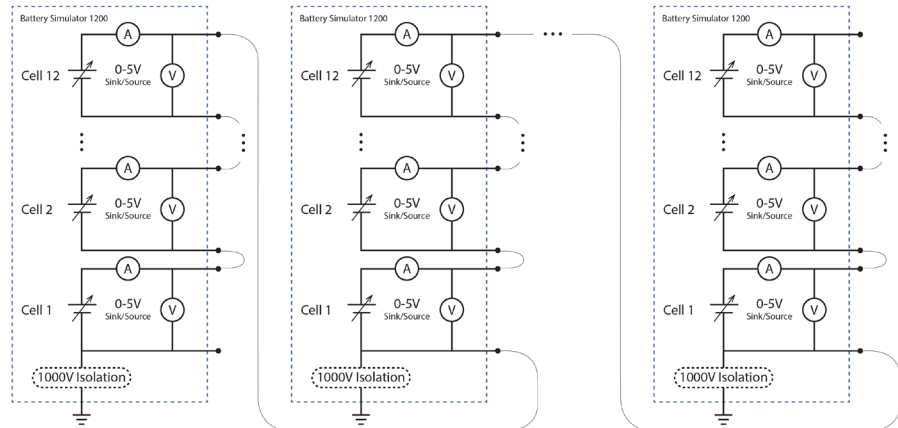 Battery Simulator 1200
A
Cell 12
0-5V
Sink/Source
V
A
Cell 2
0-5V
Sink/Source
V
A
Cell 1
0-5V
Sink/Source
V
1000V Isolation
Battery Simulator 1200
A
Cell 12
0-5V
Sink/Source
V
A
Cell 2
0-5V
Sink/Source
V
A
Cell 1
0-5V
Sink/Source
V
1000V Isolation
Battery Simulator 1200
A
Cell 12
0-5V
Sink/Source
V
A
Cell 2
0-5V
Sink/Source
V
A
Cell 1
0-5V
Sink/Source
V
1000V Isolation